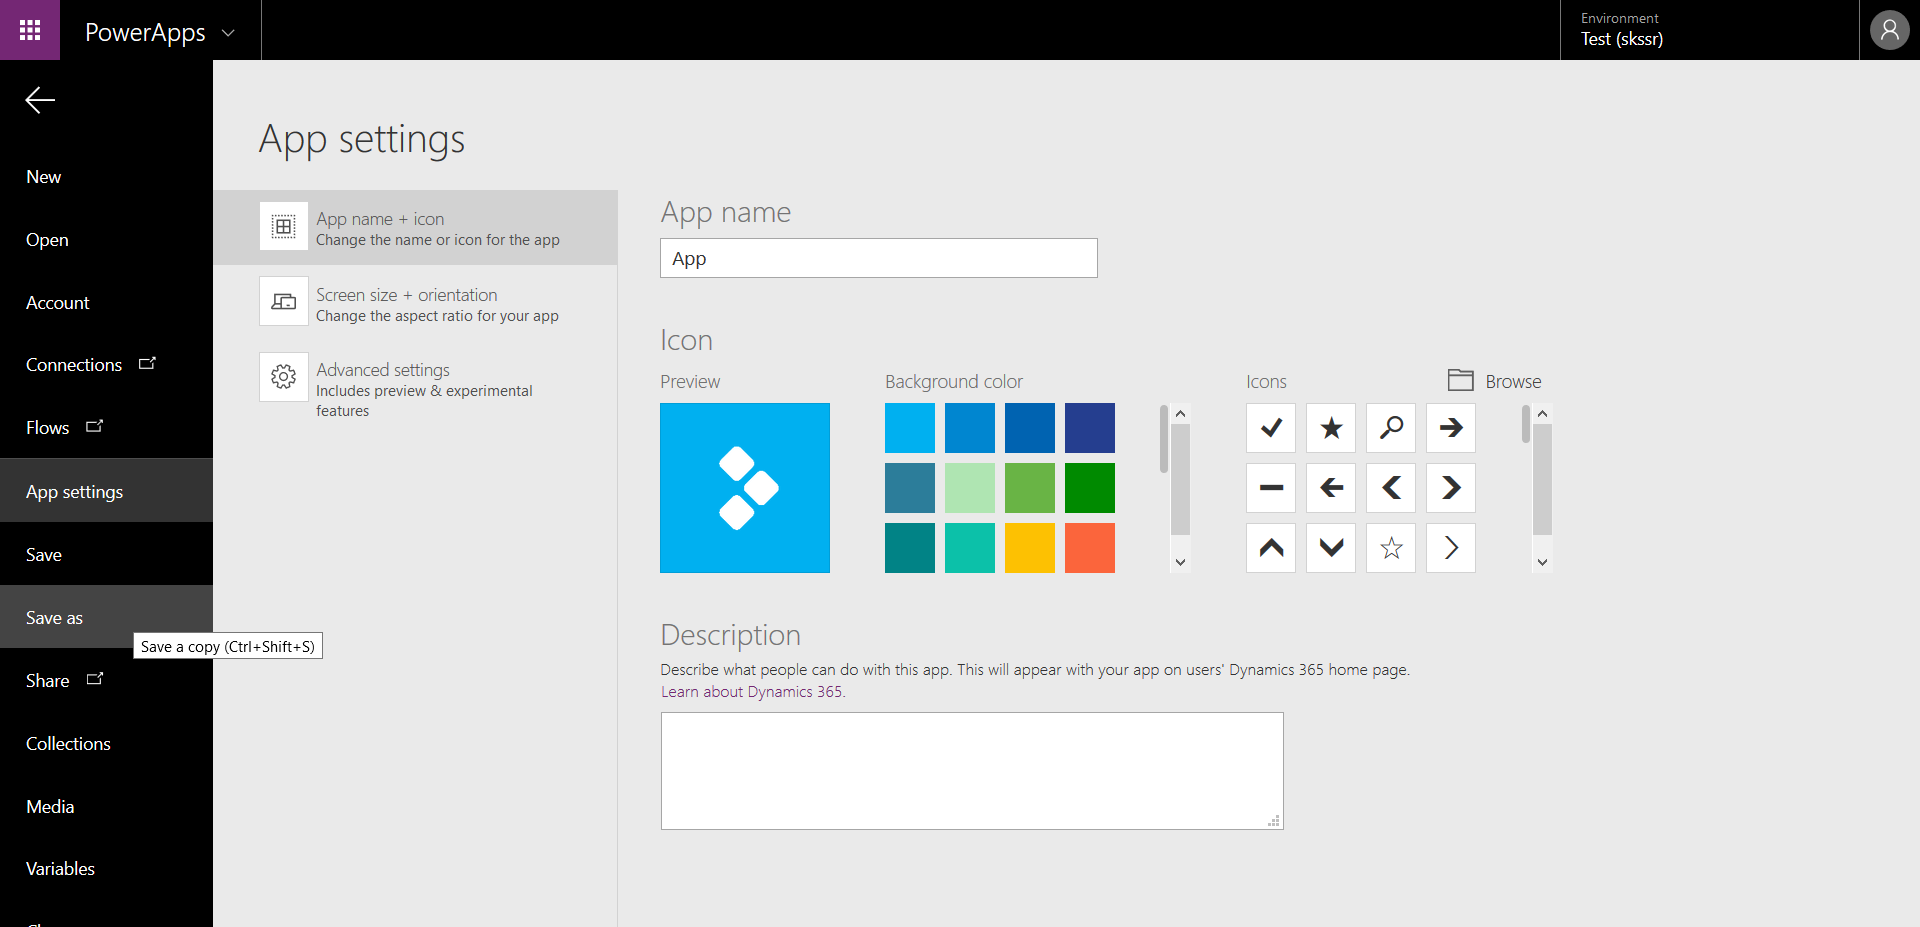 PowerApps
Environment
Test (skssr)
New
Open
Account
Connections
Flows
App settings
Save
Save as
Save a copy (Ctrl+Shift+S)
Share
Collections
Media
Variables
App settings
App name + icon
Change the name or icon for the app
Screen size + orientation
Change the aspect ratio for your app
Advanced settings
Includes preview & experimental
features
App name
App
Icon
Preview
Background color
Icons
Browse
Description
Describe what people can do with this app. This will appear with your app on users' Dynamics 365 home page.
Learn about Dynamics 365.